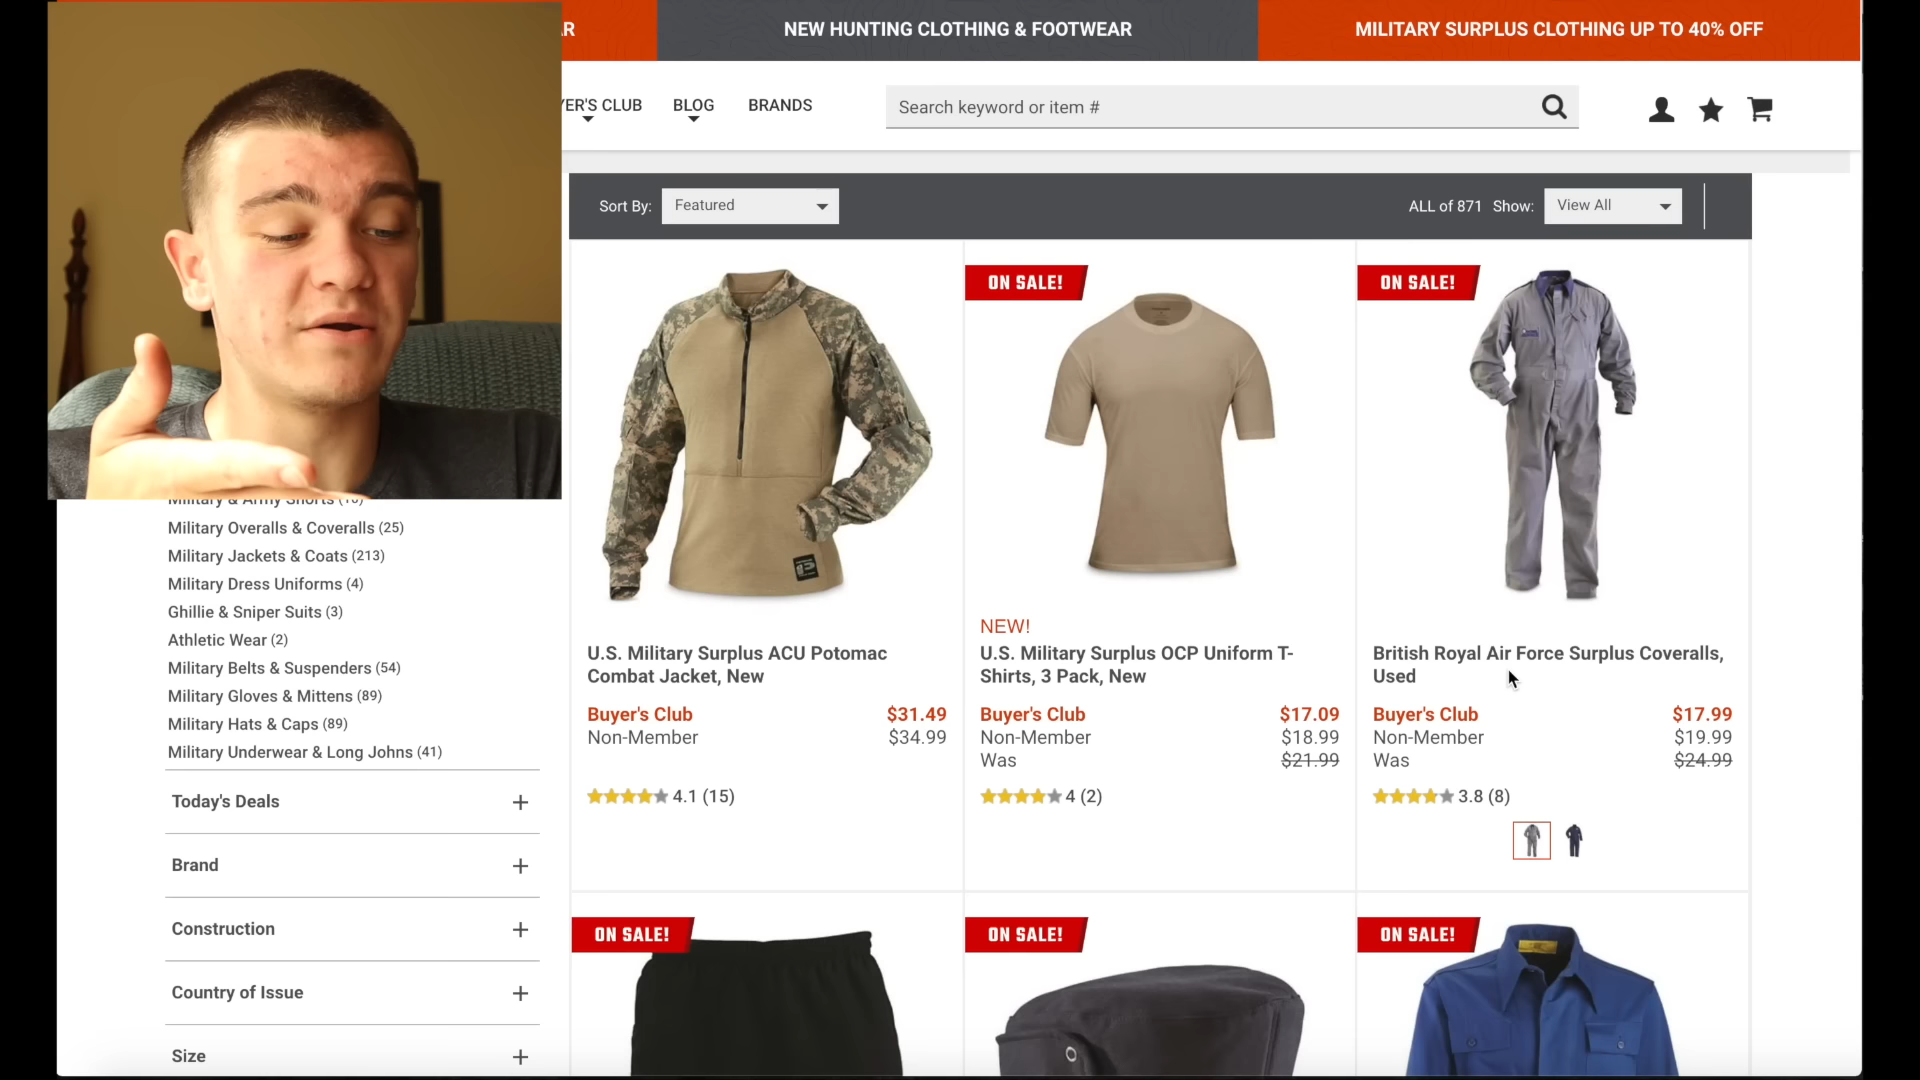 R
NEW HUNTING CLOTHING & FOOTWEAR
MILITARY SURPLUS CLOTHING UP TO 40% OFF
YER'S CLUB
BLOG
BRANDS
Search keyword or item #
Sort By:
Featured
ALL of 871
Show:
View All
Military & Army Shorts
Military Overalls & Coveralls (25)
Military Jackets & Coats (213)
Military Dress Uniforms (4)
Ghillie & Sniper Suits (3)
Athletic Wear (2)
Military Belts & Suspenders (54)
Military Gloves & Mittens (89)
Military Hats & Caps (89)
Military Underwear & Long Johns (41)
Today's Deals +
Brand +
Construction +
Country of Issue +
Size +
U.S. Military Surplus ACU Potomac
Combat Jacket, New
Buyer's Club $31.49
Non-Member $34.99
4.1 (15)
ON SALE!
NEW!
U.S. Military Surplus OCP Uniform T-
Shirts, 3 Pack, New
Buyer's Club $17.09
Non-Member $18.99
Was $21.99
4 (2)
ON SALE!
British Royal Air Force Surplus Coveralls,
Used
Buyer's Club $17.99
Non-Member $19.99
Was $24.99
3.8 (8)
ON SALE!
ON SALE!
ON SALE!